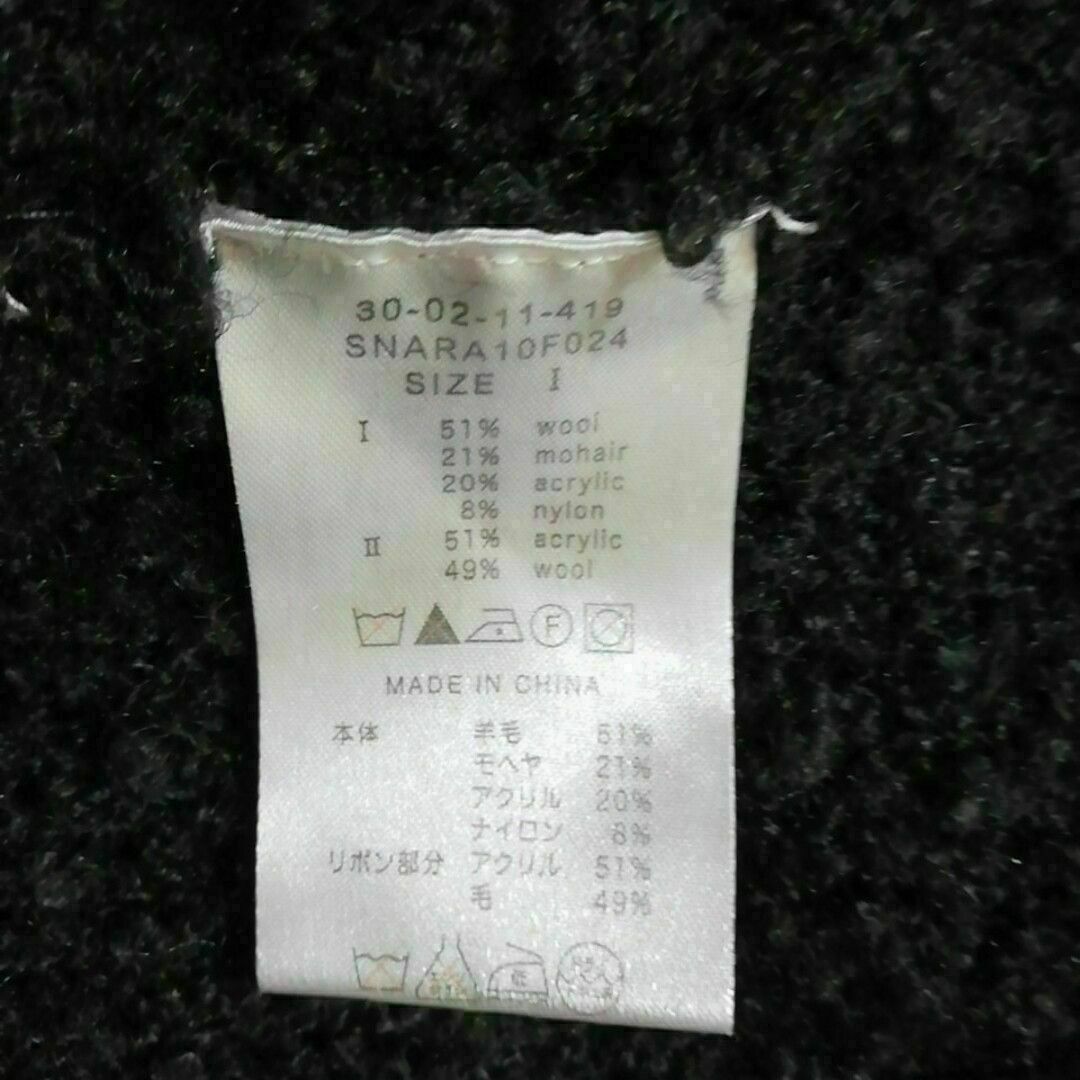 30-02-11-419
SNARA10F024
SIZE I
I 51% wool
21% mohair
20% acrylic
8% nylon
II 51% acrylic
49% wool
F
MADE IN CHINA
本体 羊毛 51%
モヘヤ 21%
アクリル 20%
ナイロン 8%
リボン部分 アクリル 51%
毛 49%
低